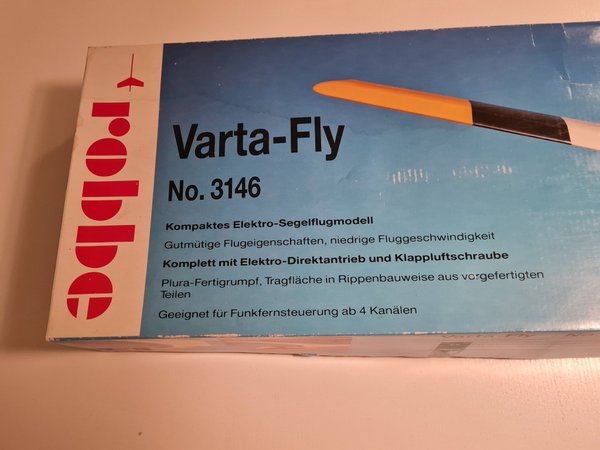 robbe
Varta-Fly
No. 3146
Kompaktes Elektro-Segelflugmodell
Gutmütige Flugeigenschaften, niedrige Fluggeschwindigkeit
Komplett mit Elektro-Direktantrieb und Klappluftschraube
Plura-Fertigrumpf, Tragfläche in Rippenbauweise aus vorgefertigten
Teilen
Geeignet für Funkfernsteuerung ab 4 Kanälen